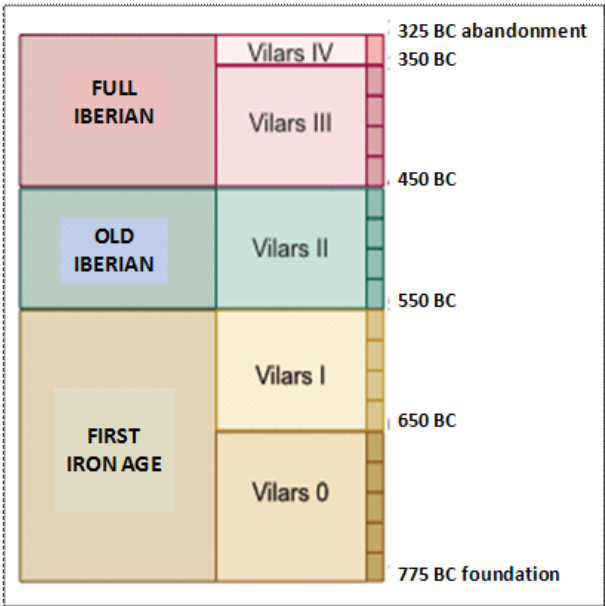 325 BC abandonment
Vilars IV
350 BC
FULL
IBERIAN
Vilars III
450 BC
OLD
IBERIAN
Vilars II
550 BC
Vilars I
650 BC
FIRST
IRON AGE
Vilars 0
775 BC foundation